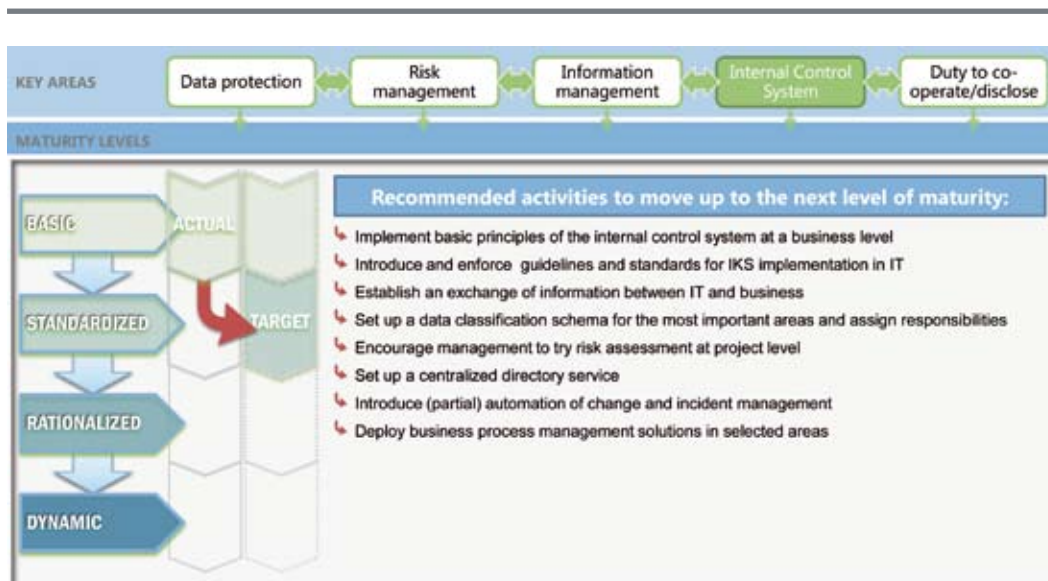 KEY AREAS
Data protection
Risk
management
Information
management
Internal Control
System
Duty to co-
operate/disclose
MATURITY LEVELS
BASIC
STANDARDIZED
RATIONALIZED
DYNAMIC
ACTUAL
TARGET
Recommended activities to move up to the next level of maturity:
Implement basic principles of the internal control system at a business level
Introduce and enforce guidelines and standards for IKS implementation in IT
Establish an exchange of information between IT and business
Set up a data classification schema for the most important areas and assign responsibilities
Encourage management to try risk assessment at project level
Set up a centralized directory service
Introduce (partial) automation of change and incident management
Deploy business process management solutions in selected areas